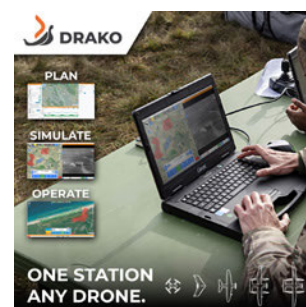 DRAKO
PLAN
SIMULATE
OPERATE
ONE STATION
ANY DRONE.